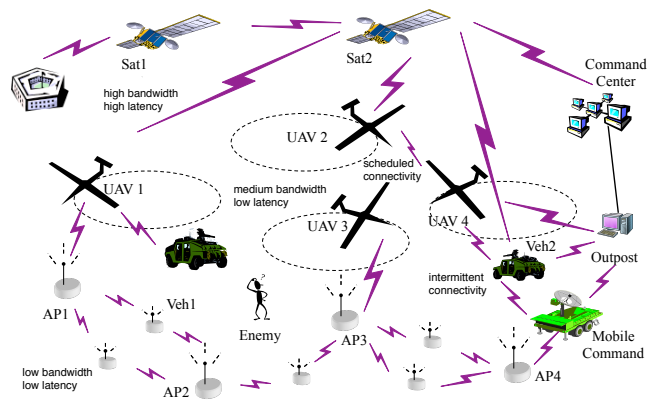 Sat1
Sat2
Command
Center
high bandwidth
high latency
UAV 2
scheduled
connectivity
UAV 1
medium bandwidth
low latency
UAV 3
UAV 4
Veh2
Outpost
intermittent
connectivity
AP1
Veh1
Enemy
AP3
Mobile
Command
low bandwidth
low latency
AP2
AP4